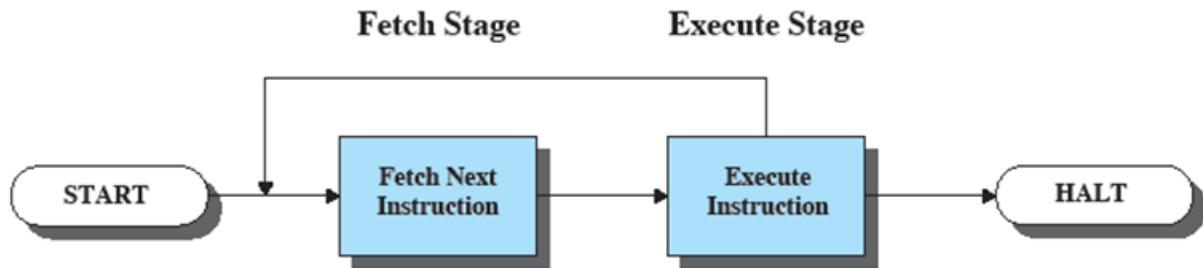 Fetch Stage
Execute Stage
START
Fetch Next
Instruction
Execute
Instruction
HALT